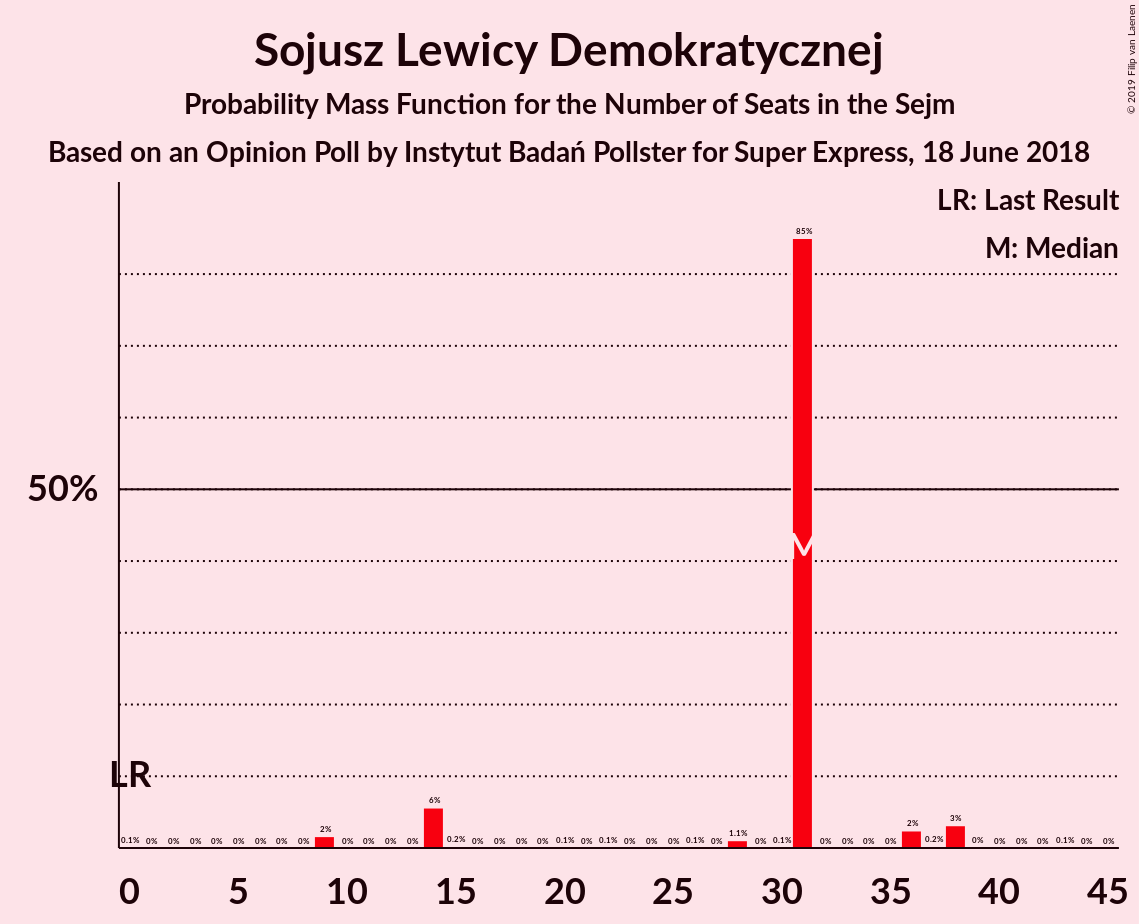 Sojusz Lewicy Demokratycznej
Probability Mass Function for the Number of Seats in the Sejm
Based on an Opinion Poll by Instytut Badań Pollster for Super Express, 18 June 2018
© 2019 Filip van Laenen
LR: Last Result
M: Median
85%
50%
M
LR
0.1% 0% 0% 0% 0% 0% 0% 0% 0% 2% 0% 0% 0% 0% 6% 0.2% 0% 0% 0% 0% 0.1% 0% 0.1% 0% 0% 0% 0.1% 0% 1.1% 0% 0.1% 0% 0% 0% 0% 2% 0.2% 3% 0% 0% 0% 0% 0.1% 0% 0%
0 5 10 15 20 25 30 35 40 45